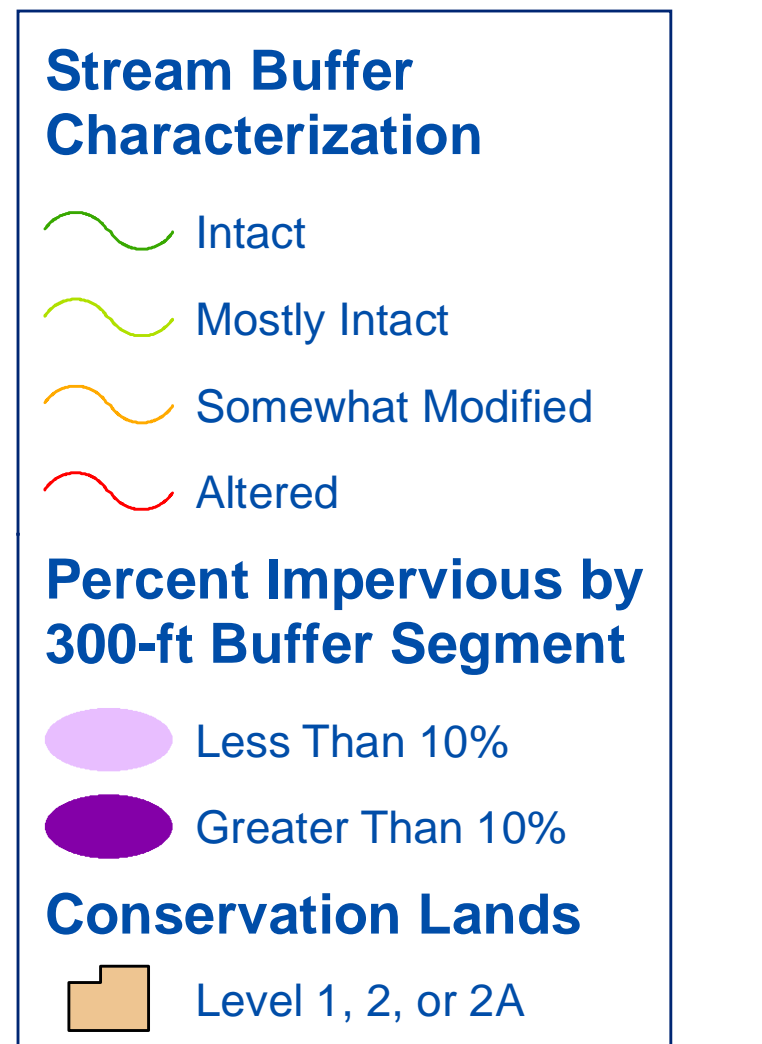 Stream Buffer
Characterization
Intact
Mostly Intact
Somewhat Modified
Altered
Percent Impervious by
300-ft Buffer Segment
Less Than 10%
Greater Than 10%
Conservation Lands
Level 1, 2, or 2A